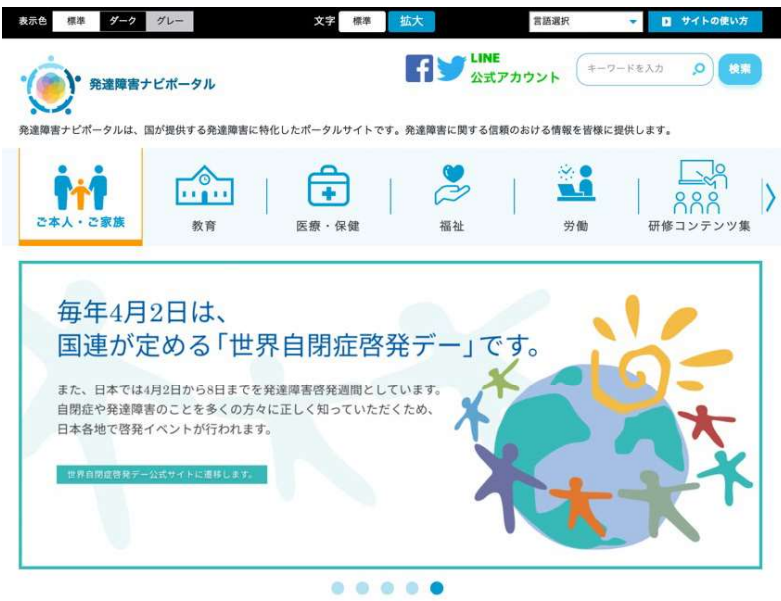 表示色 標準 ダーク グレー 文字 標準 拡大 言語選択 サイトの使い方
発達障害ナビポータル
LINE
公式アカウント
キーワードを入力 検索
発達障害ナビポータルは、国が提供する発達障害に特化したポータルサイトです。発達障害に関する信頼のおける情報を皆様に提供します。
ご本人・ご家族 教育 医療・保健 福祉 労働 研修コンテンツ集
毎年4月2日は、
国連が定める「世界自閉症啓発デー」です。
また、日本では4月2日から8日までを発達障害啓発週間としています。
自閉症や発達障害のことを多くの方々に正しく知っていただくため、
日本各地で啓発イベントが行われます。
世界自閉症啓発デー公式サイトに遷移します。